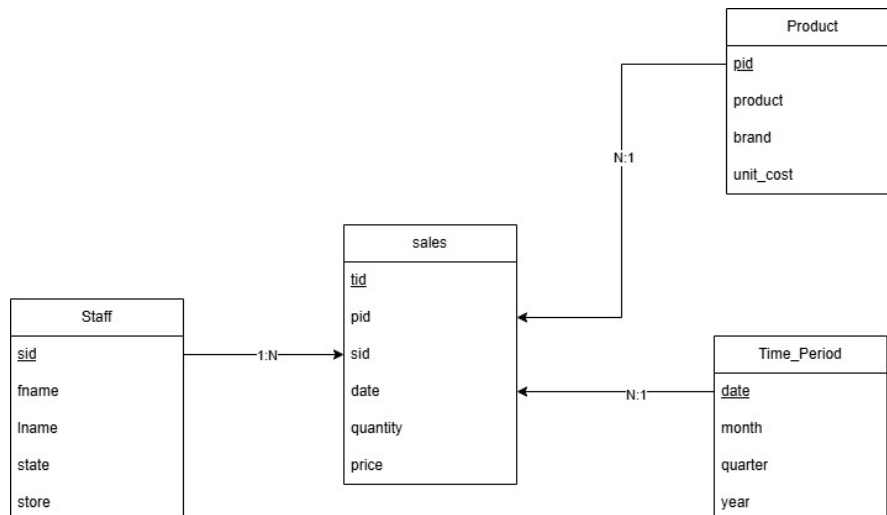 Product
pid
product
brand
unit_cost
N:1
sales
tid
pid
sid
date
quantity
price
Staff
sid
fname
lname
state
store
1:N
Time_Period
date
month
quarter
year
N:1